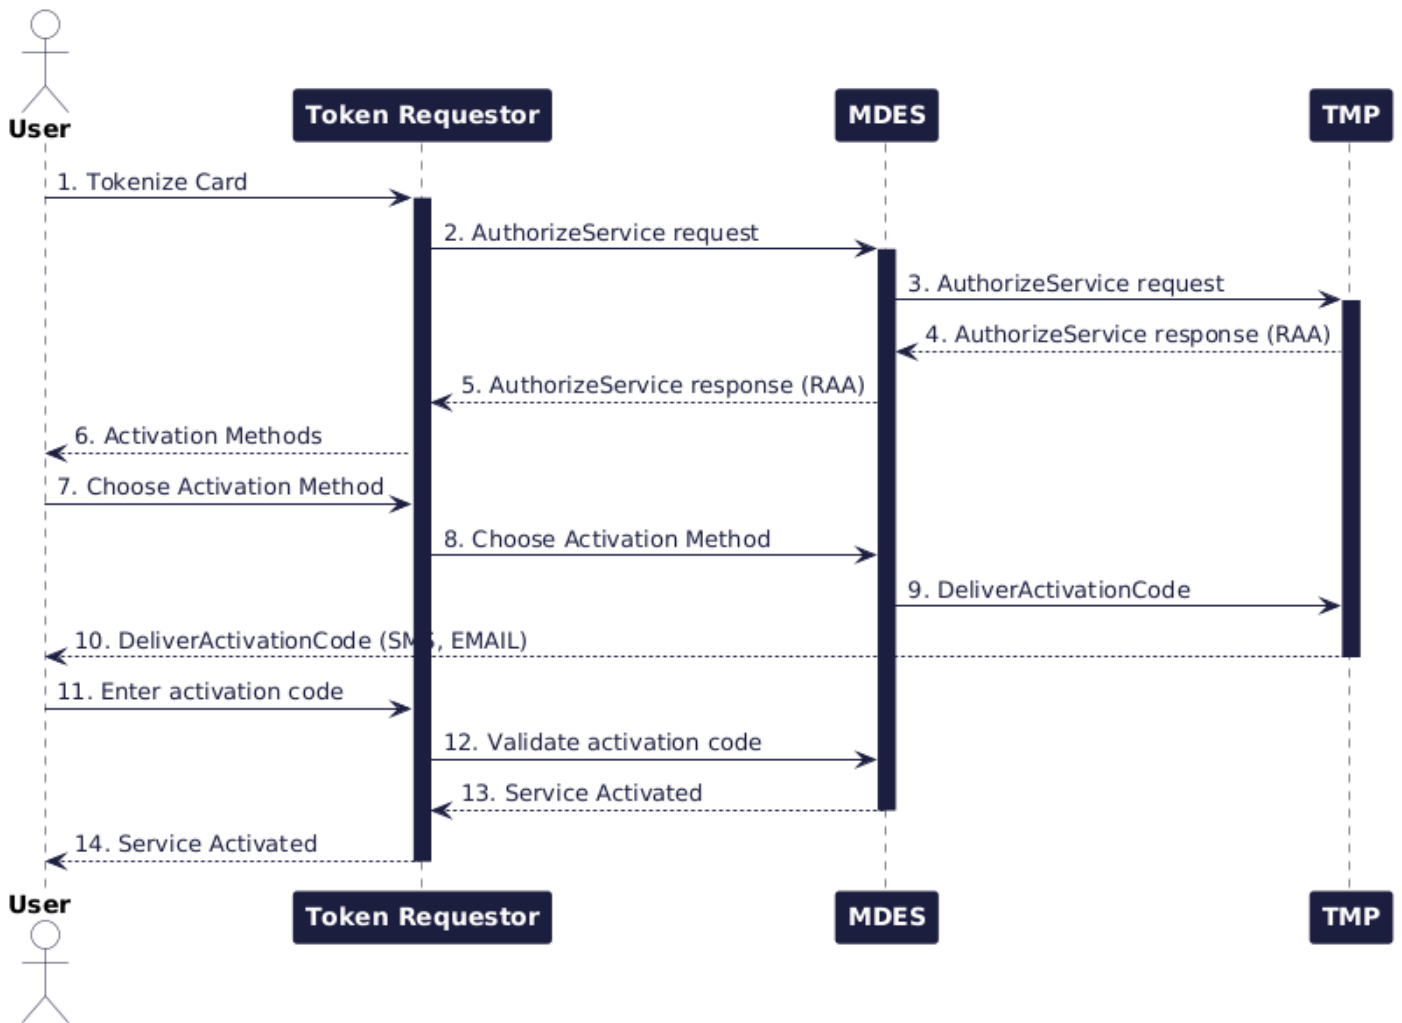 User
Token Requestor
MDES
TMP
1. Tokenize Card
2. AuthorizeService request
3. AuthorizeService request
4. AuthorizeService response (RAA)
5. AuthorizeService response (RAA)
6. Activation Methods
7. Choose Activation Method
8. Choose Activation Method
9. DeliverActivationCode
10. DeliverActivationCode (SMS, EMAIL)
11. Enter activation code
12. Validate activation code
13. Service Activated
14. Service Activated
User
Token Requestor
MDES
TMP